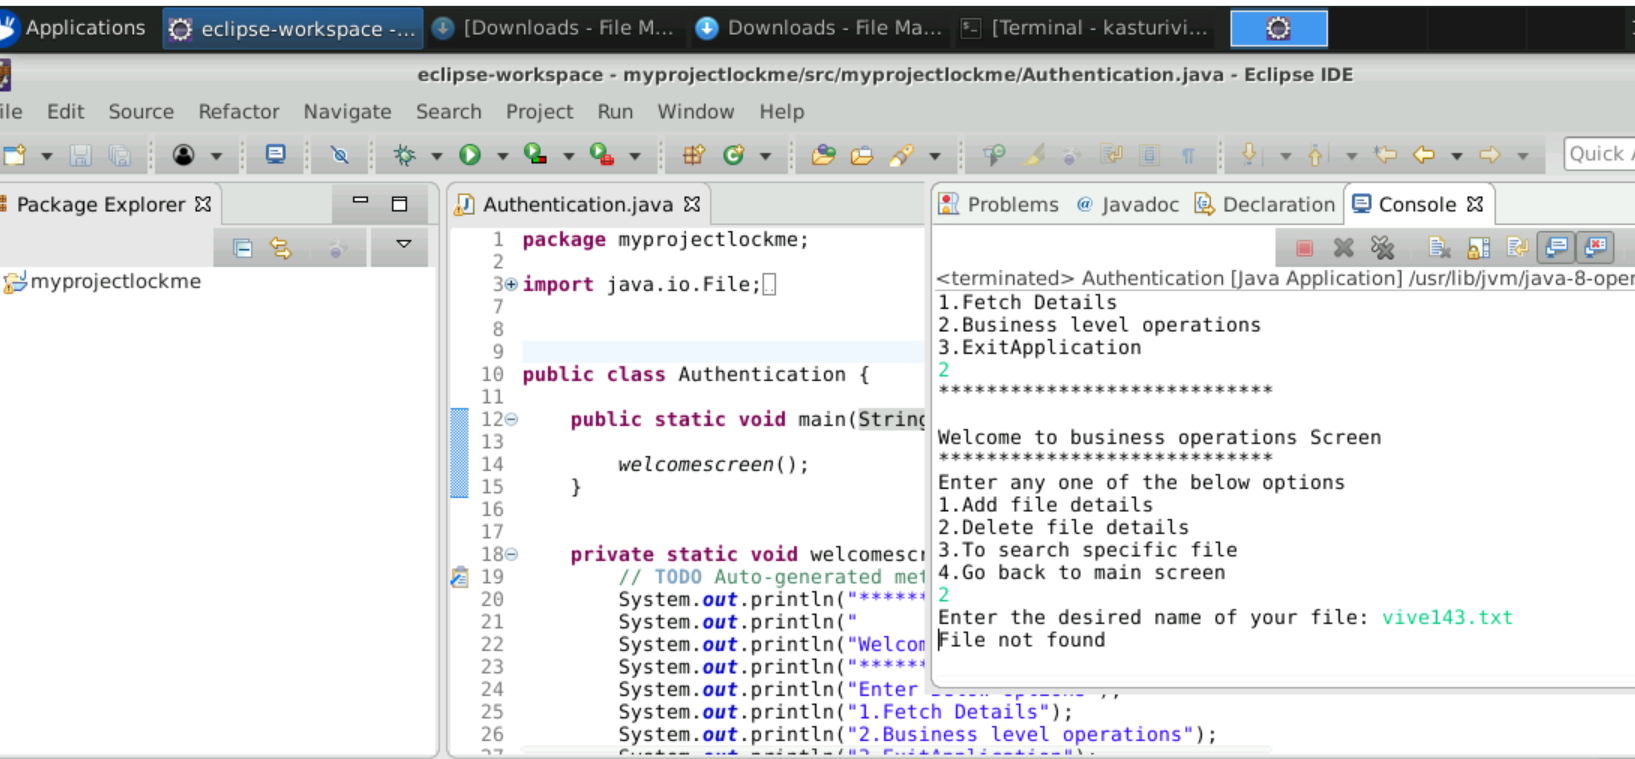 Applications
eclipse-workspace -...
[Downloads - File M...
Downloads - File Ma...
[Terminal - kasturivi...
eclipse-workspace - myprojectlockme/src/myprojectlockme/Authentication.java - Eclipse IDE
ile Edit Source Refactor Navigate Search Project Run Window Help
Quick
Package Explorer
myprojectlockme
Authentication.java
1 package myprojectlockme;
2
3 import java.io.File;
7
8
9
10 public class Authentication {
11
12 public static void main(String
13
14 welcomescreen();
15 }
16
17
18 private static void welcomescr
19 // TODO Auto-generated met
20 System.out.println("******
21 System.out.println("
22 System.out.println("Welcom
23 System.out.println("******
24 System.out.println("Enter
25 System.out.println("1.Fetch Details");
26 System.out.println("2.Business level operations");
Problems @ Javadoc Declaration Console
<terminated> Authentication [Java Application] /usr/lib/jvm/java-8-oper
1.Fetch Details
2.Business level operations
3.ExitApplication
2
****************************
Welcome to business operations Screen
****************************
Enter any one of the below options
1.Add file details
2.Delete file details
3.To search specific file
4.Go back to main screen
2
Enter the desired name of your file: vive143.txt
File not found